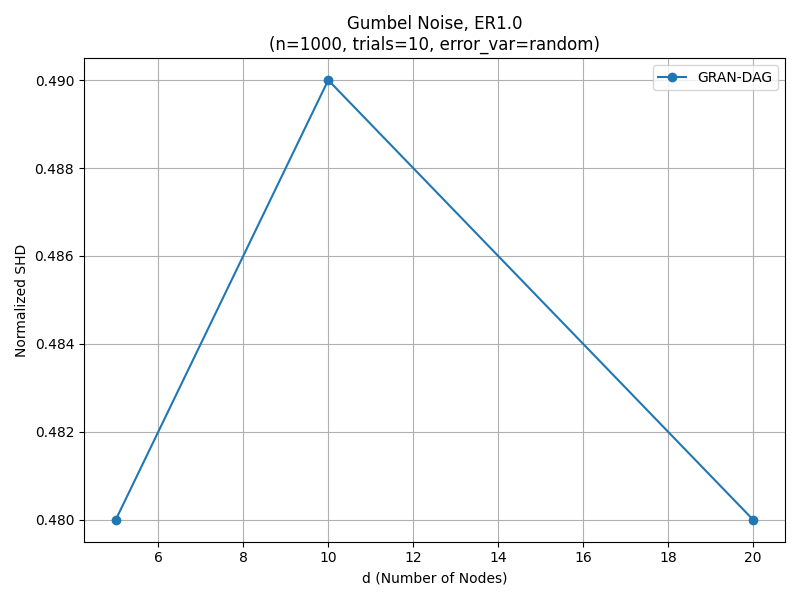 Gumbel Noise, ER1.0
(n=1000, trials=10, error_var=random)
GRAN-DAG
Normalized SHD
0.490
0.488
0.486
0.484
0.482
0.480
6 8 10 12 14 16 18 20
d (Number of Nodes)